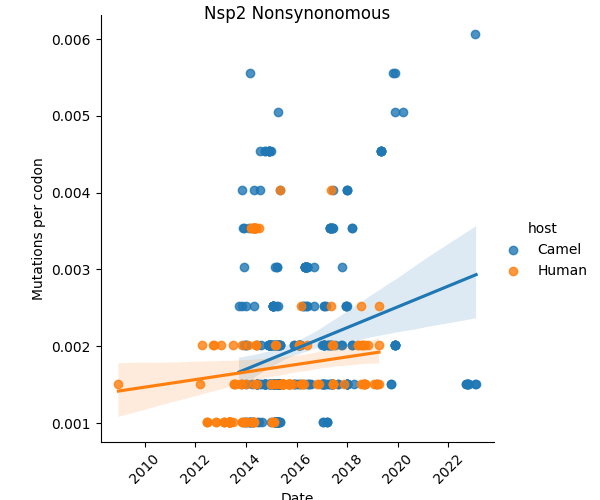 Nsp2 Nonsynonomous
0.006
0.005
0.004
0.003
0.002
0.001
Mutations per codon
2010
2012
2014
2016
2018
2020
2022
Date
host
Camel
Human